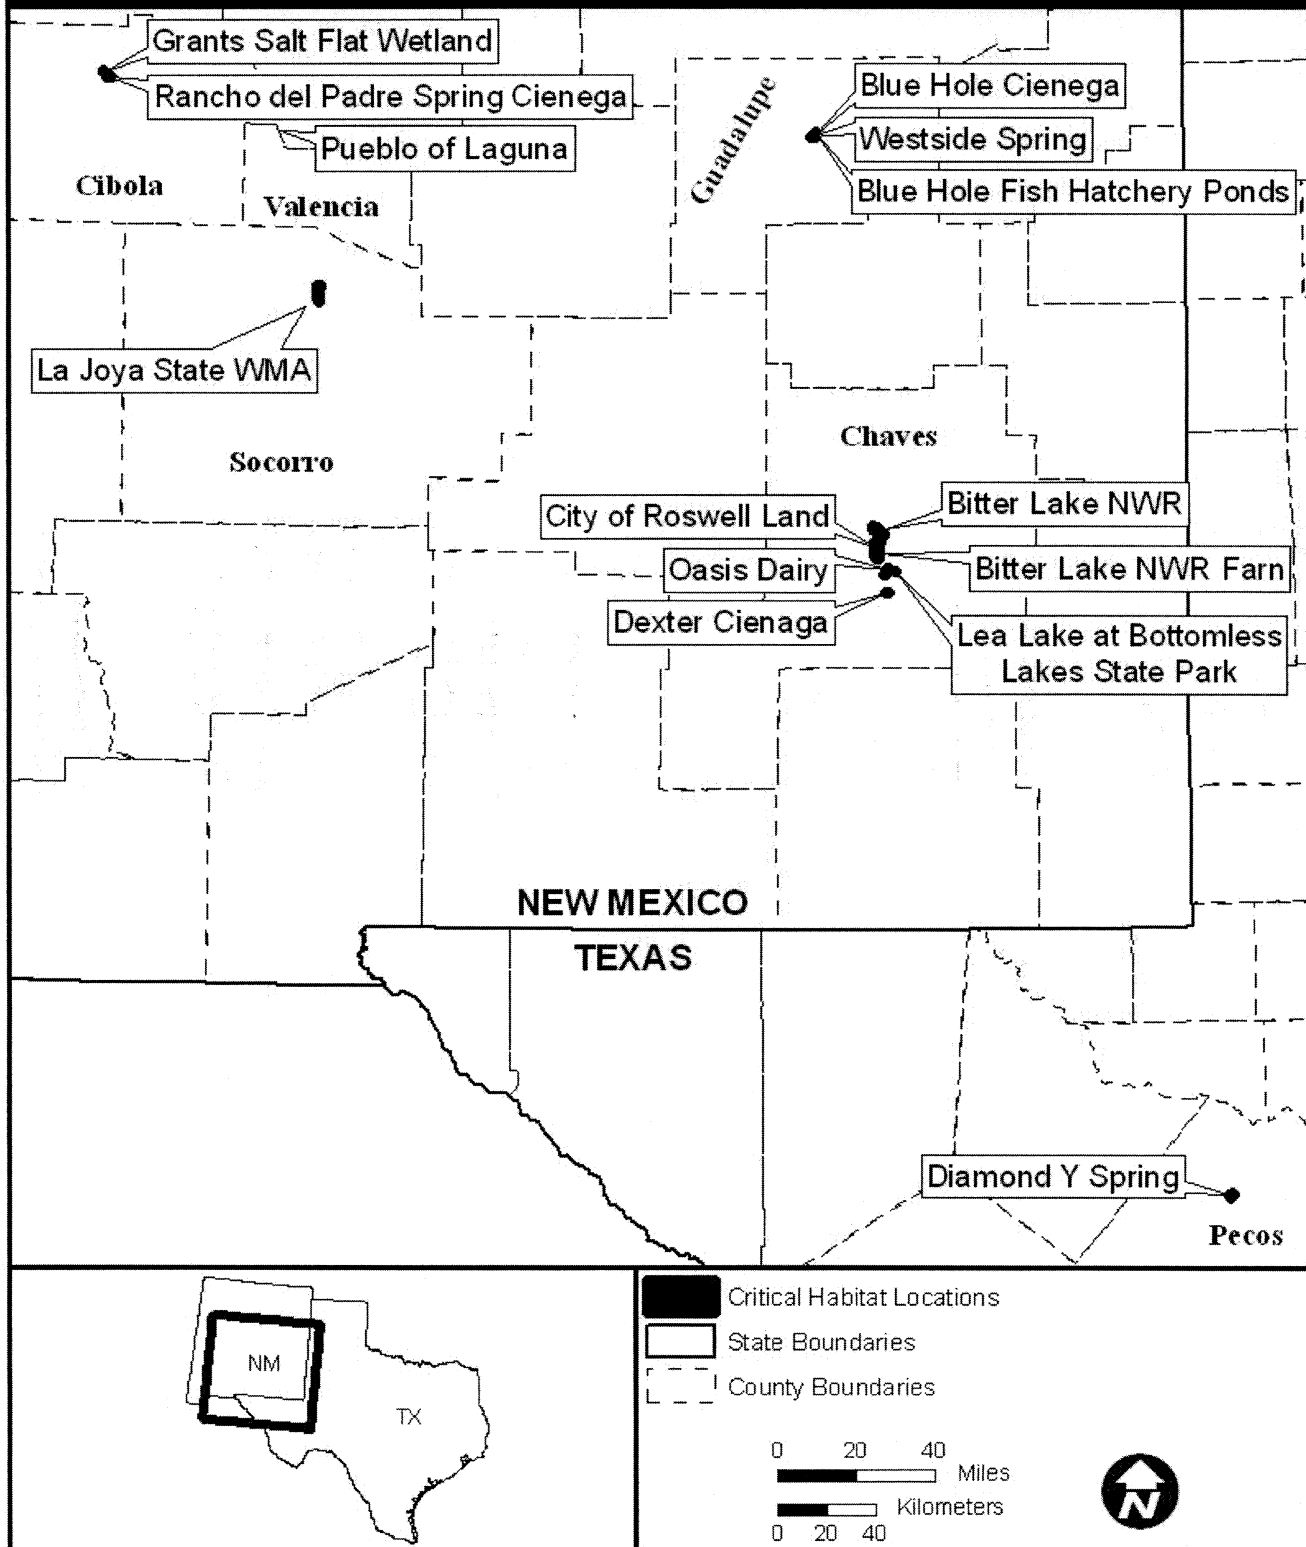 Grants Salt Flat Wetland
Rancho del Padre Spring Cienega
Pueblo of Laguna
Cibola
Valencia
Guadalupe
Blue Hole Cienega
Westside Spring
Blue Hole Fish Hatchery Ponds
La Joya State WMA
Socorro
Chaves
City of Roswell Land
Bitter Lake NWR
Oasis Dairy
Bitter Lake NWR Farn
Dexter Cienaga
Lea Lake at Bottomless
Lakes State Park
NEW MEXICO
TEXAS
Diamond Y Spring
Pecos
NM
TX
Critical Habitat Locations
State Boundaries
County Boundaries
0 20 40
Miles
Kilometers
0 20 40
N